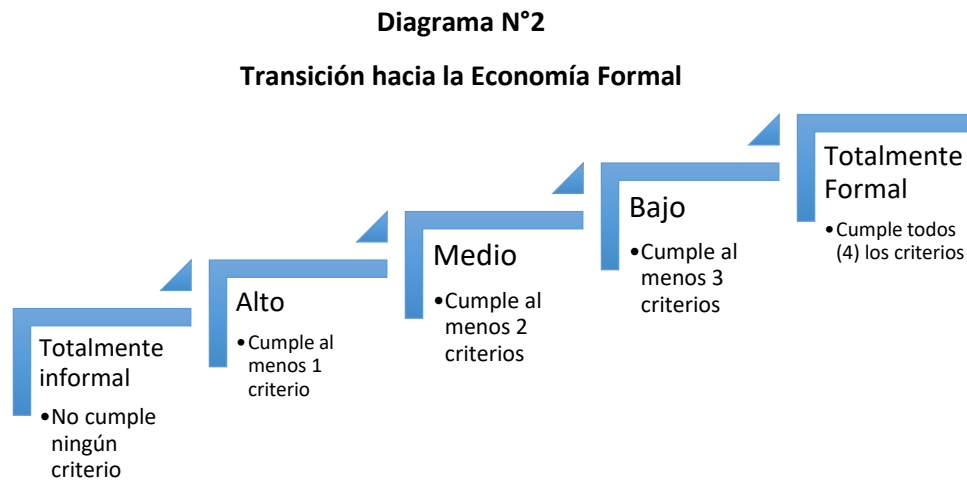 Diagrama N°2
Transición hacia la Economía Formal
Totalmente
informal
•No cumple
ningún
criterio
Alto
•Cumple al
menos 1
criterio
Medio
•Cumple al
menos 2
criterios
Bajo
•Cumple al
menos 3
criterios
Totalmente
Formal
•Cumple todos
(4) los criterios